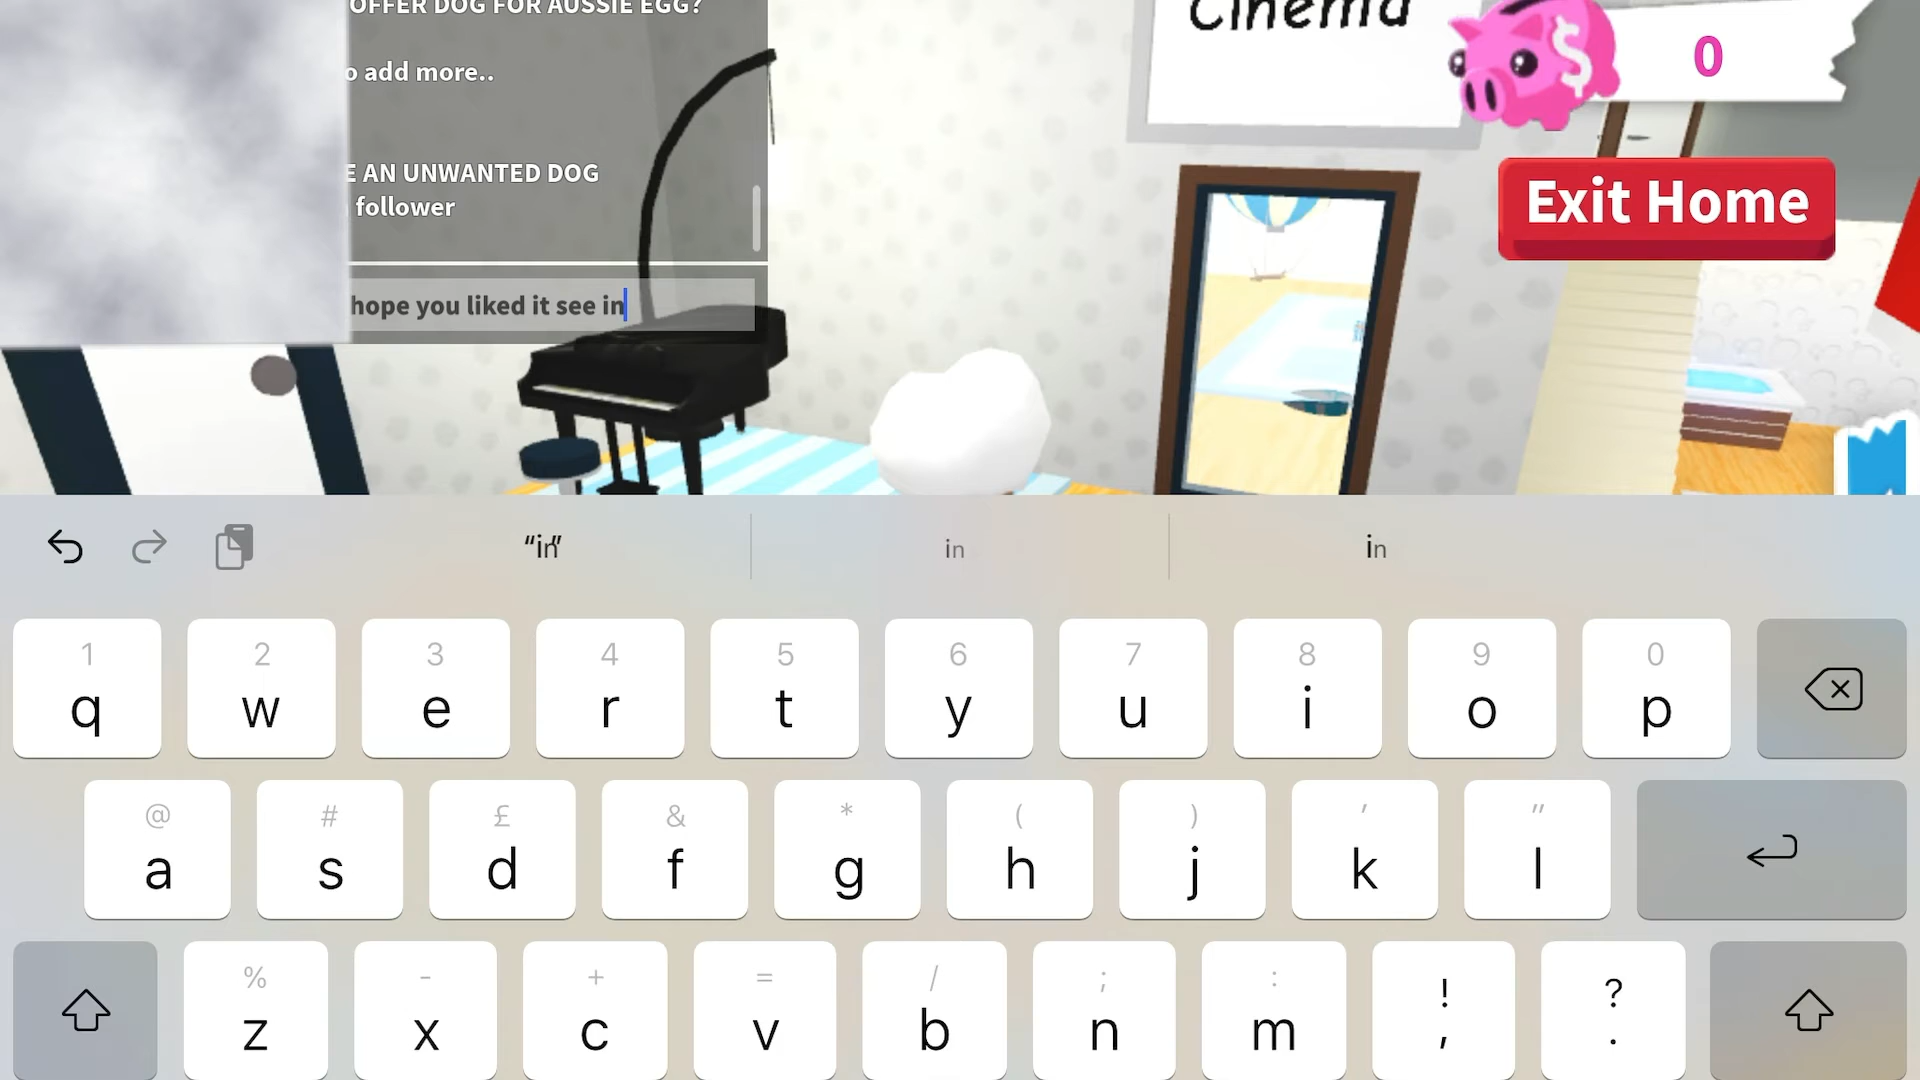 OFFER DOG FOR AUSSIE EGG?
o add more..
E AN UNWANTED DOG
follower
hope you liked it see in
Cinema
0
Exit Home
“in” in in
1 2 3 4 5 6 7 8 9 0
q w e r t y u i o p
@ # £ & * ( ) ' "
a s d f g h j k l
% - + = / ; : ! ?
z x c v b n m , .